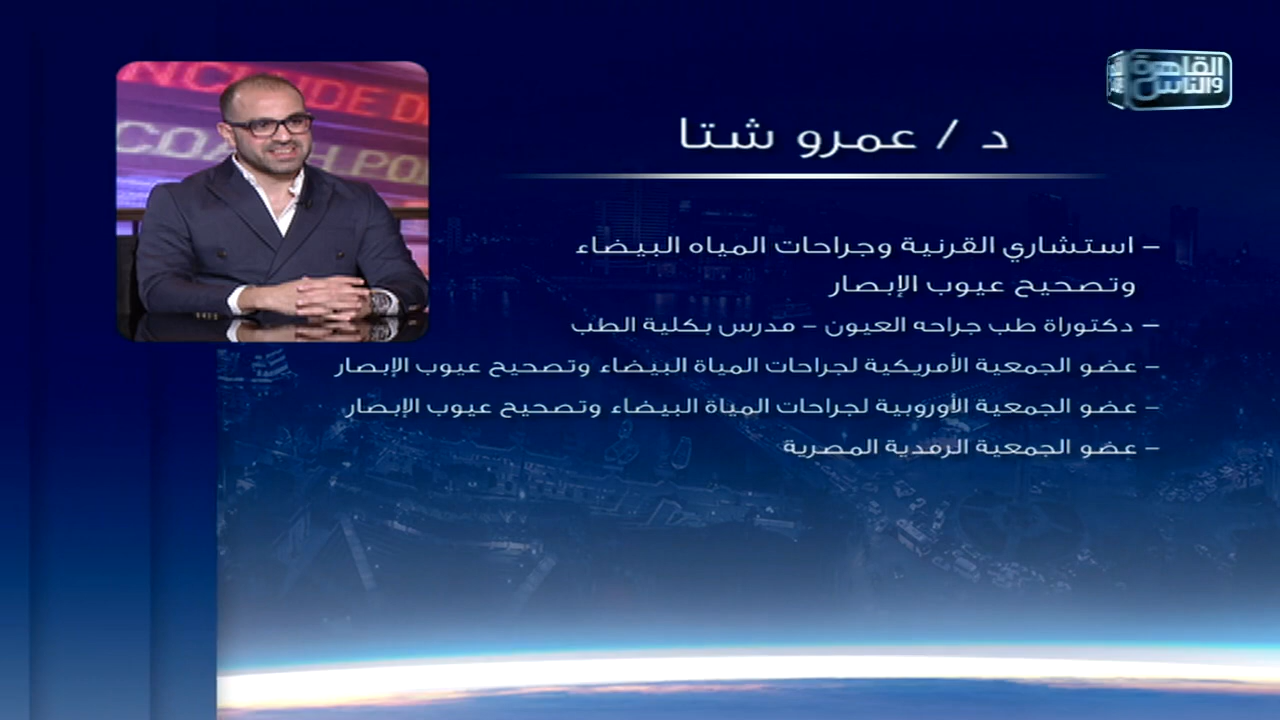 القاهرة
والناس
د / عمرو شتا
– استشاري القرنية وجراحات المياه البيضاء
وتصحيح عيوب الإبصار
– دكتوراة طب جراحه العيون – مدرس بكلية الطب
– عضو الجمعية الأمريكية لجراحات المياة البيضاء وتصحيح عيوب الإبصار
– عضو الجمعية الأوروبية لجراحات المياة البيضاء وتصحيح عيوب الإبصار
– عضو الجمعية الرمدية المصرية